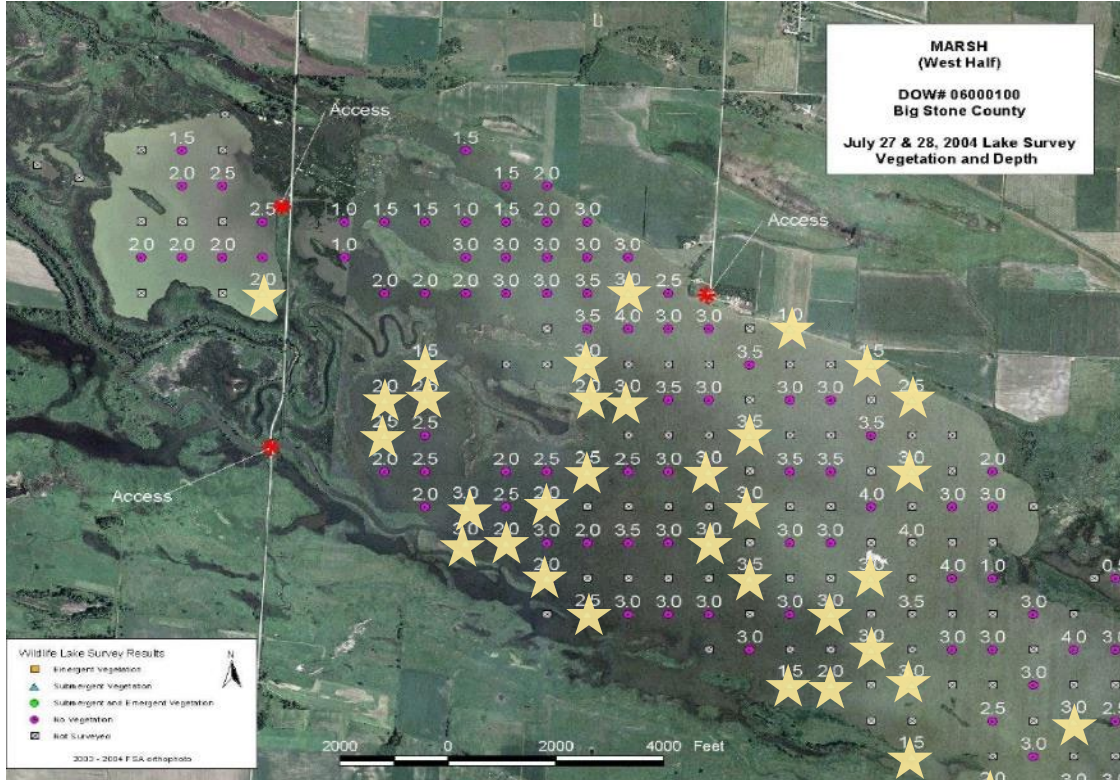 MARSH
(West Half)
DOW# 06000100
Big Stone County
July 27 & 28, 2004 Lake Survey
Vegetation and Depth
Access
1.5 1.5
2.0 2.5 1.5 2.0
2.5 1.0 1.5 1.5 1.0 1.5 2.0 3.0
Access
2.0 2.0 2.0 1.0 3.0 3.0 3.0 3.0 3.0
2.0 2.0 2.0 2.0 3.0 3.0 3.5 3.0 2.5
3.5 4.0 3.0 3.0 1.0
1.5 3.0 3.5
2.0 2.0 3.0 3.5 3.0 3.0 3.0 2.5
2.5 3.5 3.5
2.0 2.5 2.0 2.5 2.5 2.5 3.0 3.0 3.5 3.5 3.0 2.0
Access
2.0 3.0 2.5 2.0 3.0 4.0 3.0 3.0
3.0 2.0 3.0 2.0 3.5 3.0 3.0 3.0 3.0 4.0
2.0 3.5 3.0 4.0 1.0
2.5 3.0 3.0 3.0 3.0 3.0 3.5 3.0
3.0 3.0 3.0 3.0 4.0 3.0
1.5 2.0 3.0 3.0
2.5 3.0 2.5
1.5 3.0
Wildlife Lake Survey Results
N
Emergent Vegetation
Submergent Vegetation
Submergent and Emergent Vegetation
No Vegetation
Not Surveyed
2003 - 2004 FSA orthophoto
2000 0 2000 4000 Feet